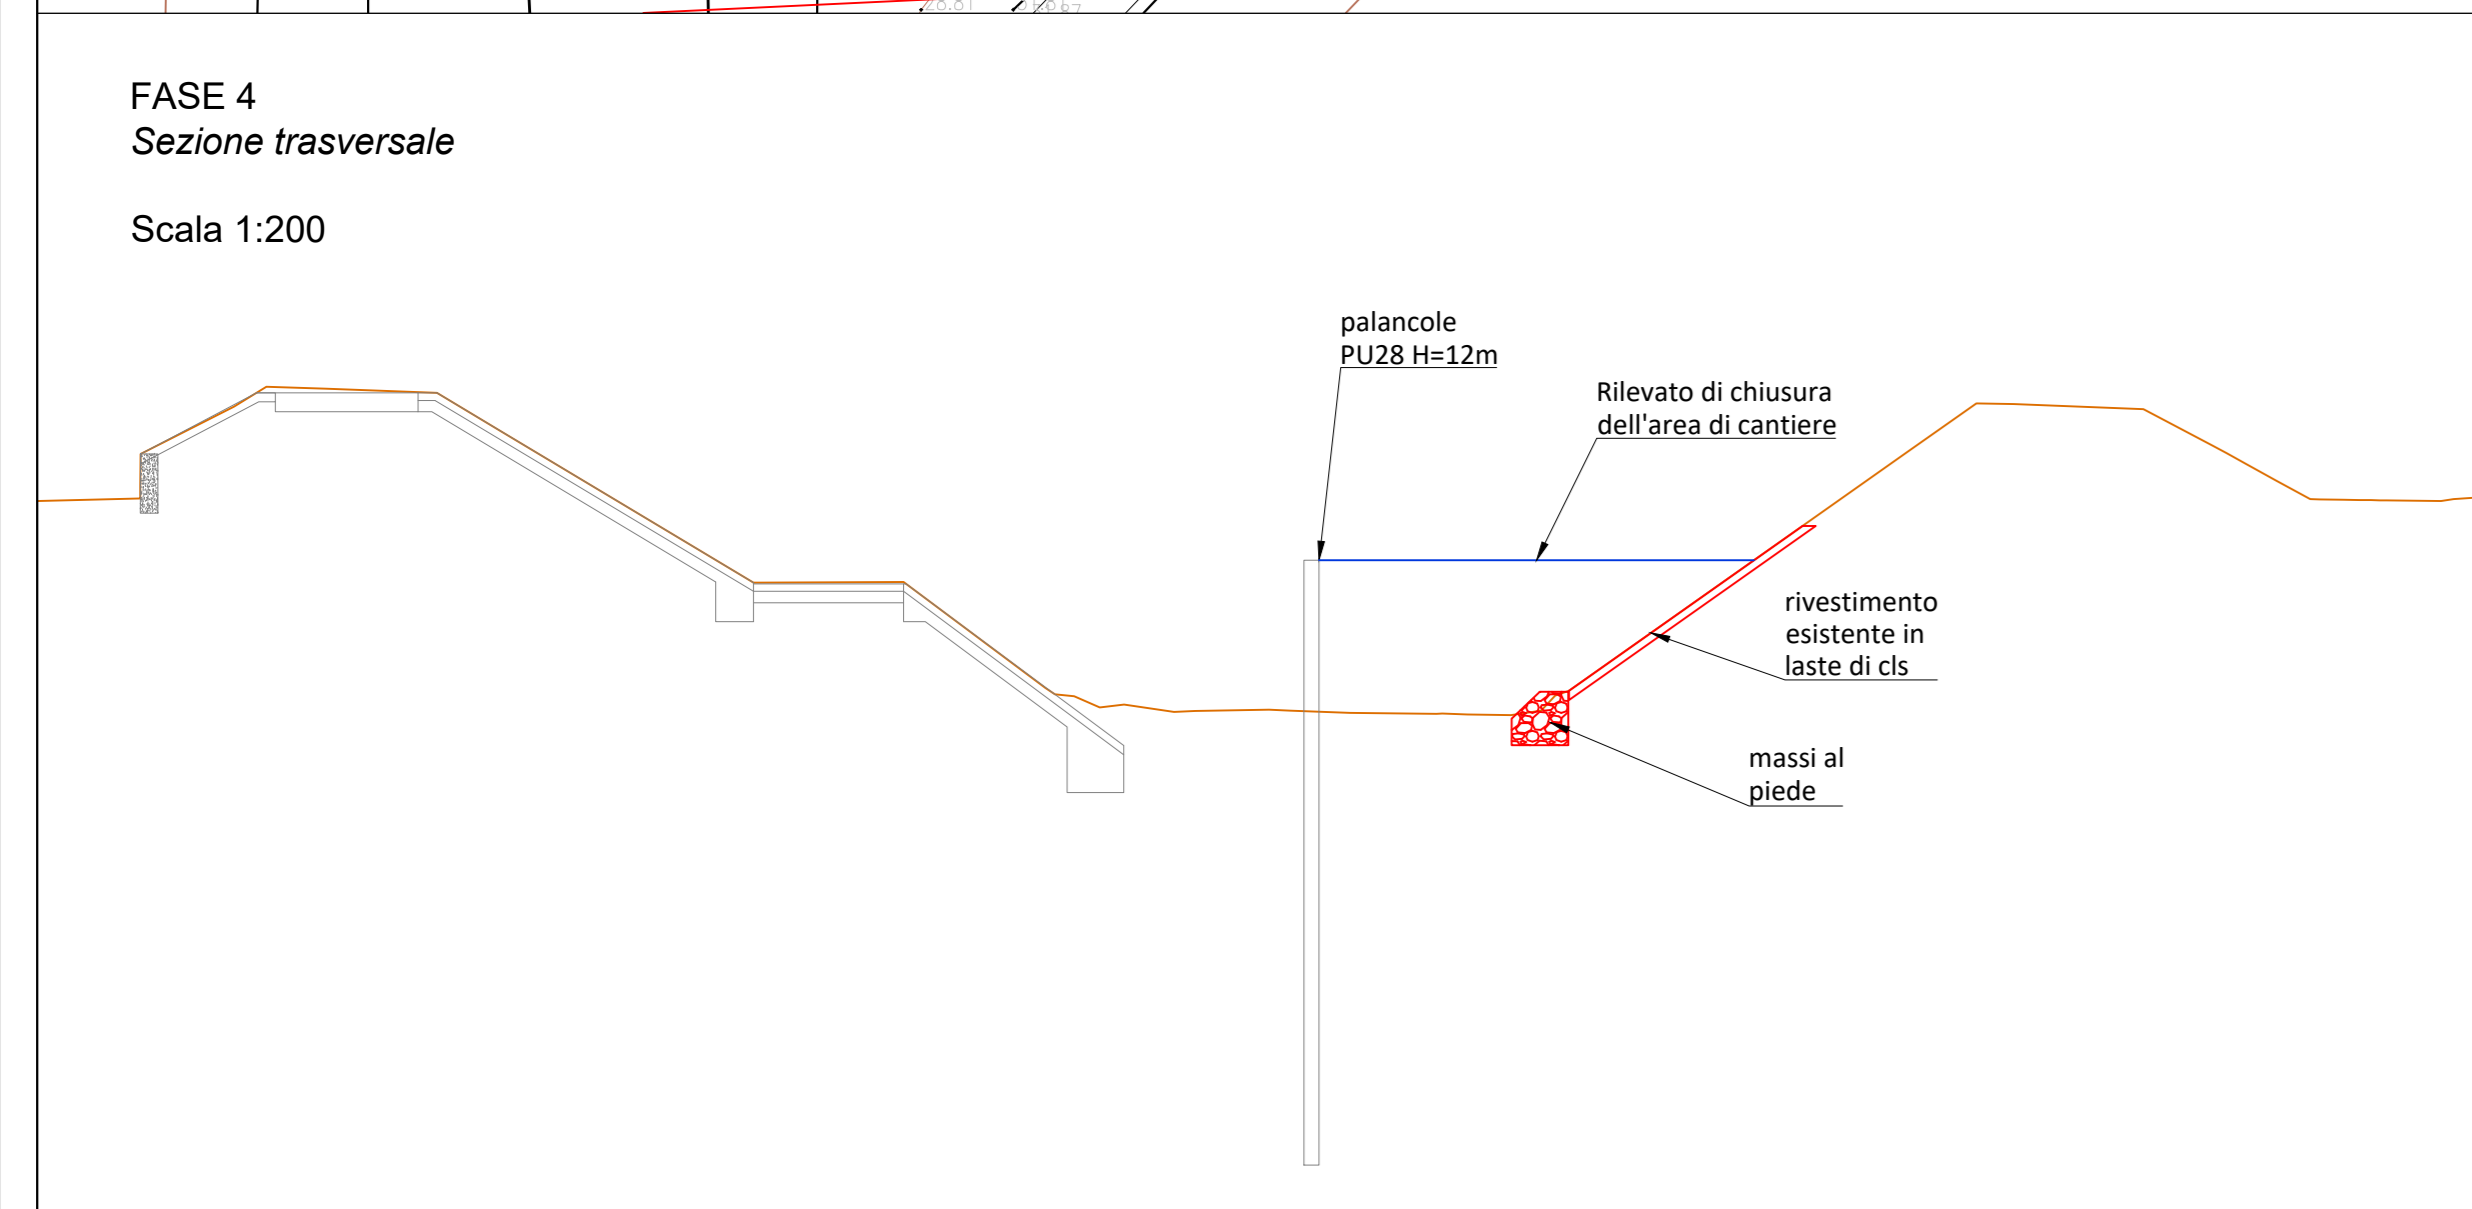 FASE 4
Sezione trasversale
Scala 1:200
palancole
PU28 H=12m
Rilevato di chiusura
dell'area di cantiere
rivestimento
esistente in
laste di cls
massi al
piede